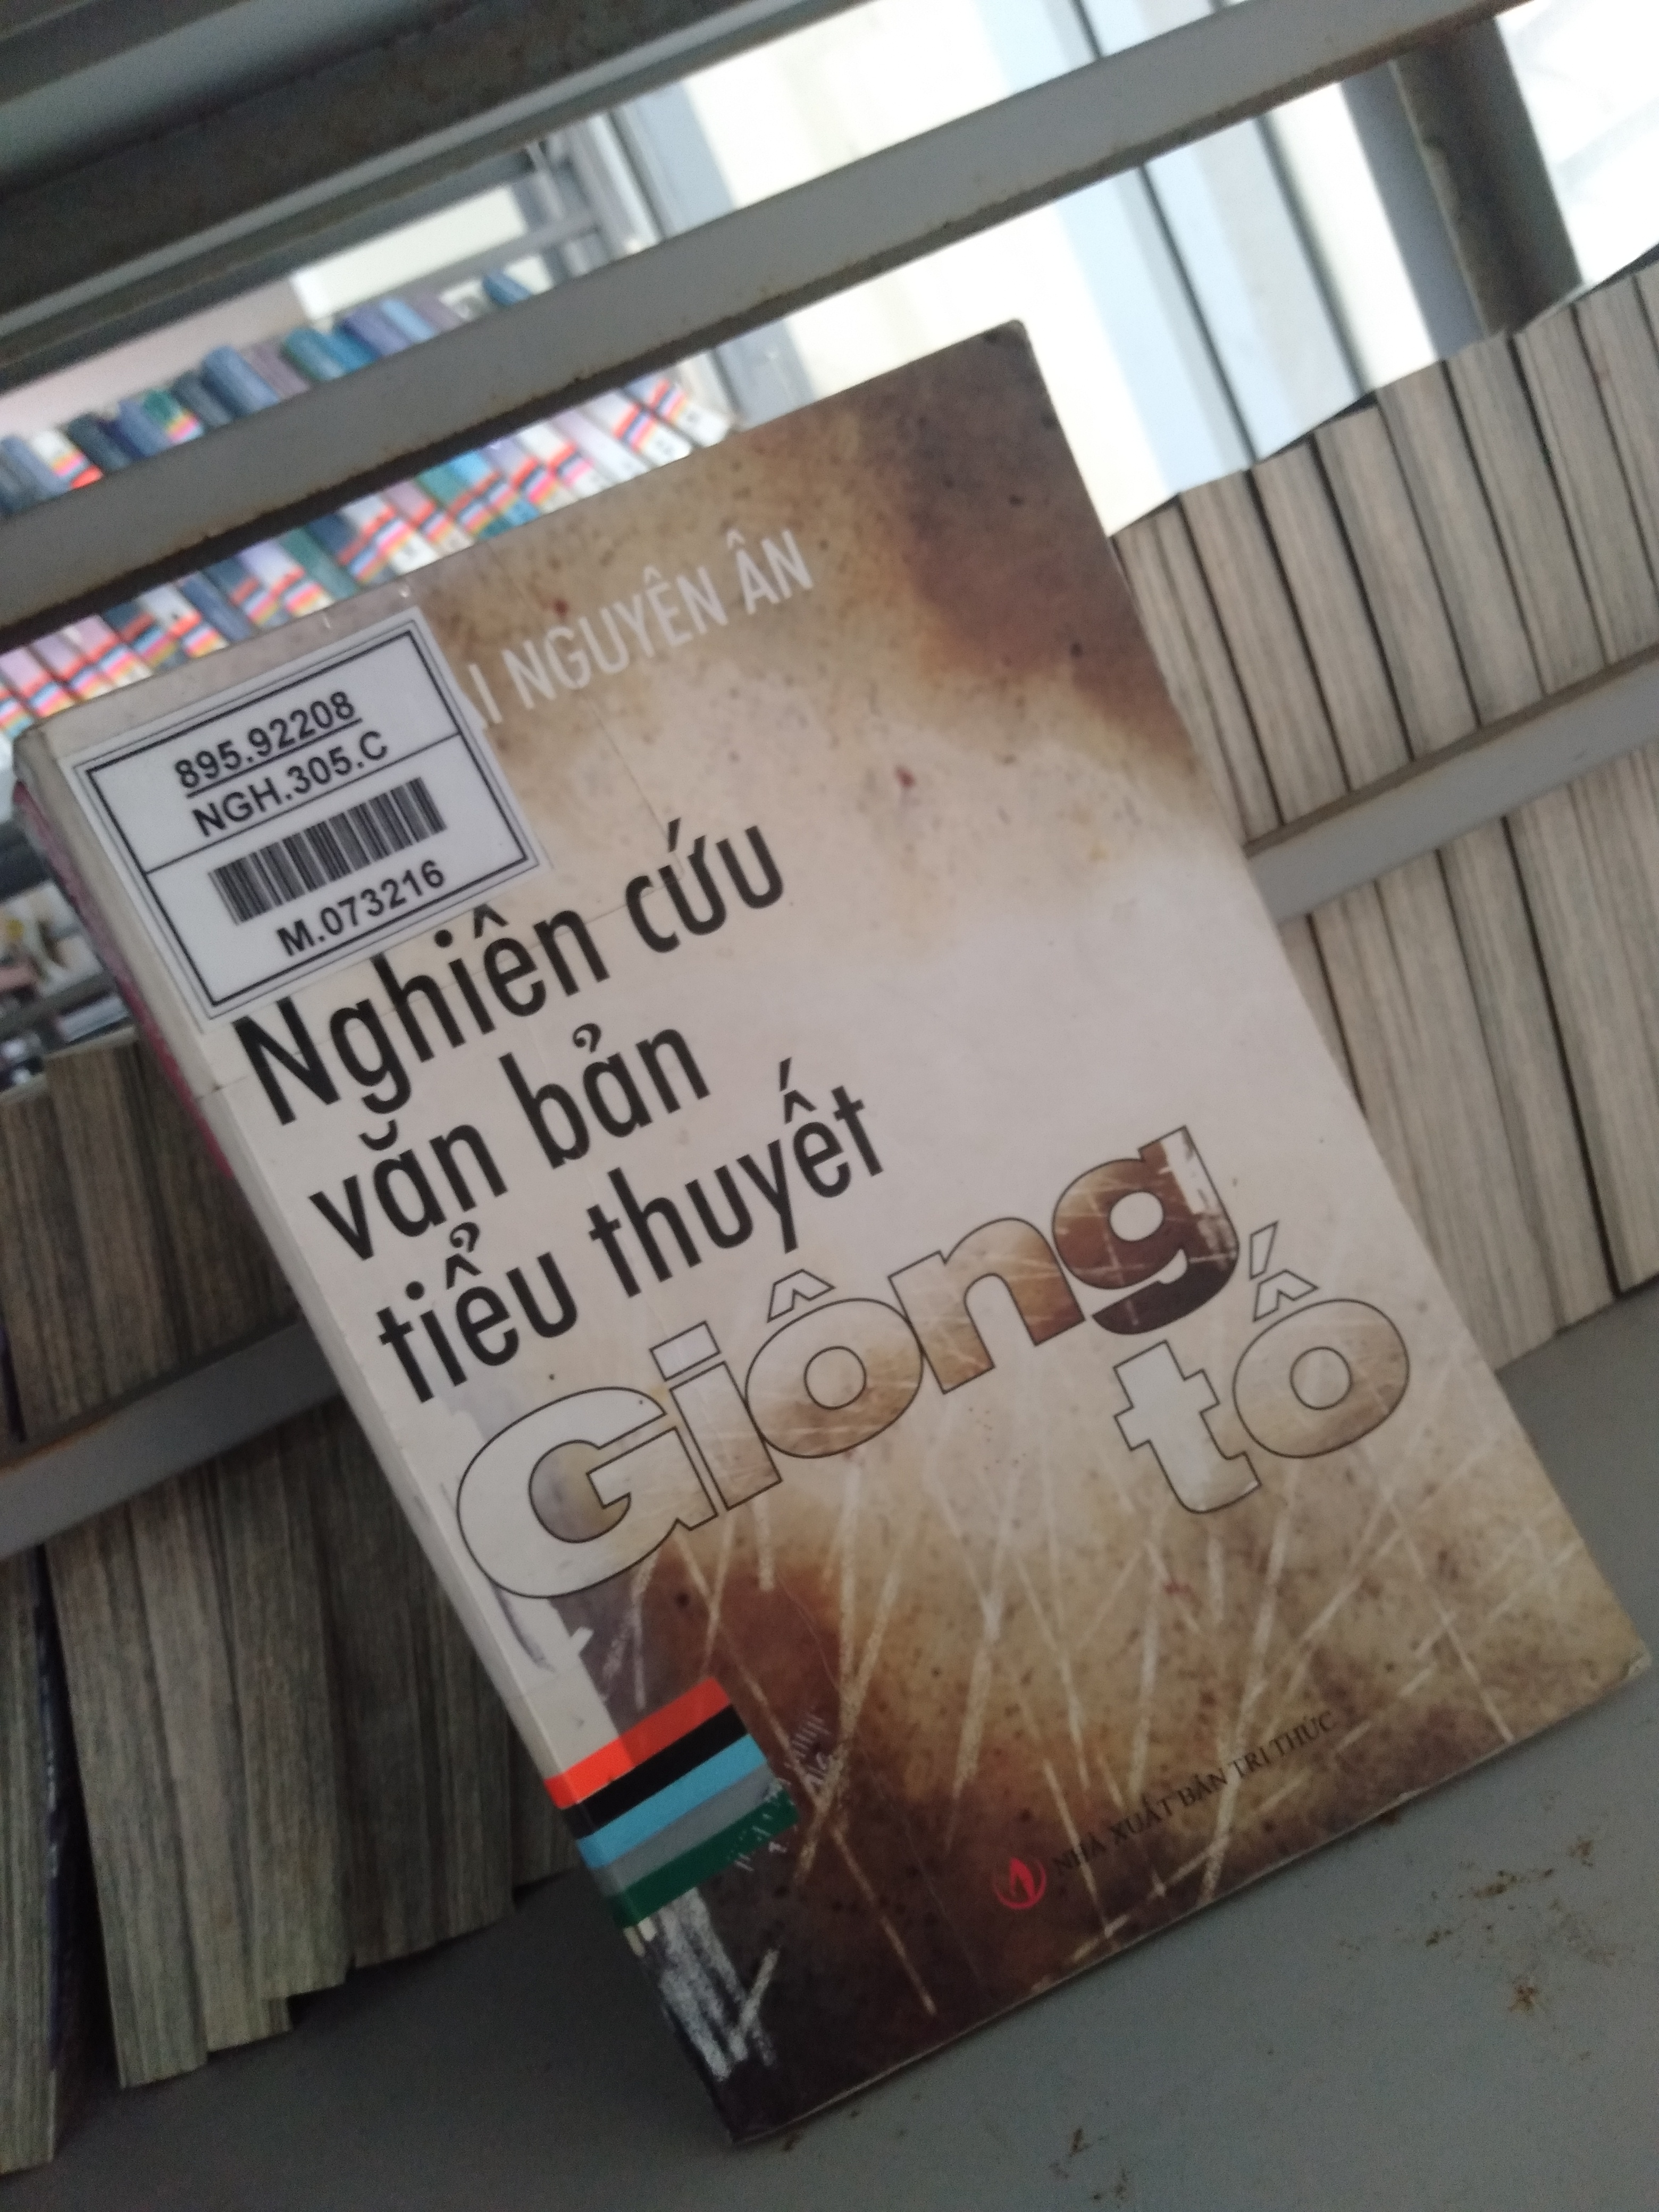 NGUYÊN ÂN
895.92208
NGH.305.C
M.073216
Nghiên cứu
văn bản
tiểu thuyết
Giông
tố
NHÀ XUẤT BẢN TRI THỨC